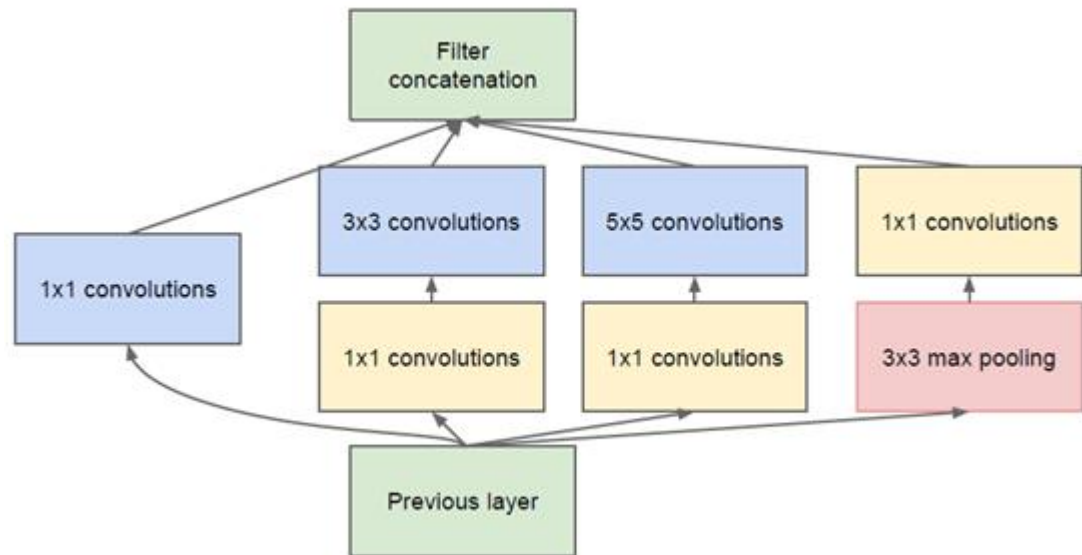 Filter
concatenation
3x3 convolutions
5x5 convolutions
1x1 convolutions
1x1 convolutions
1x1 convolutions
1x1 convolutions
3x3 max pooling
Previous layer